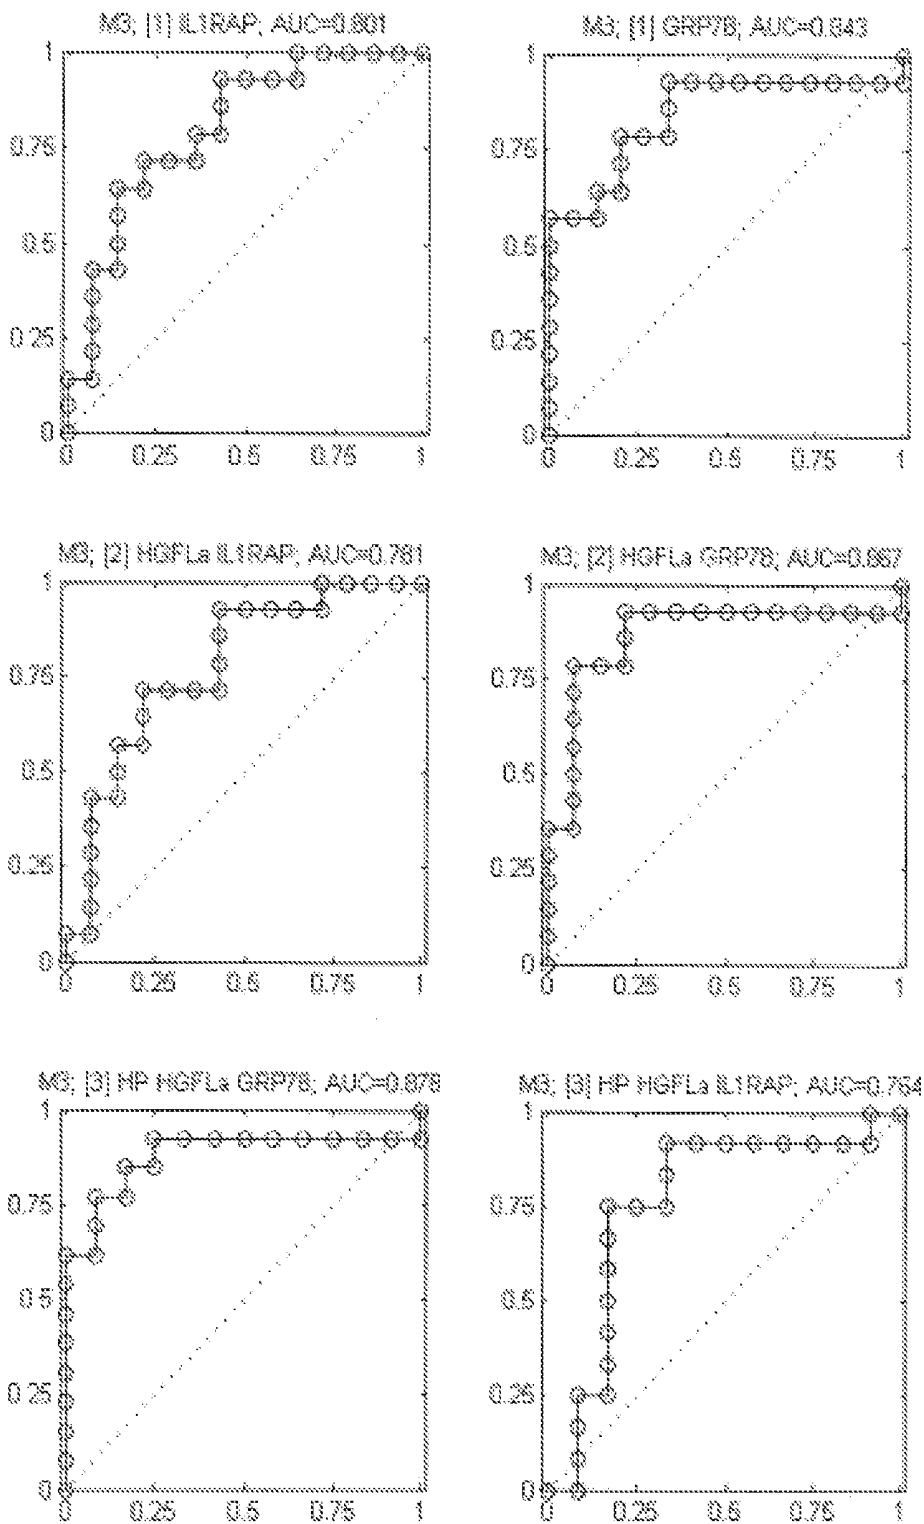 M3; [1] IL1RAP; AUC=0.801
1
0.75
0.5
0.25
0
0 0.25 0.5 0.75 1
M3; [1] GRP78; AUC=0.843
1
0.75
0.5
0.25
0
0 0.25 0.5 0.75 1
M3; [2] HGFLa IL1RAP; AUC=0.781
1
0.75
0.5
0.25
0
0 0.25 0.5 0.75 1
M3; [2] HGFLa GRP78; AUC=0.867
1
0.75
0.5
0.25
0
0 0.25 0.5 0.75 1
M3; [3] HP HGFLa GRP78; AUC=0.878
1
0.75
0.5
0.25
0
0 0.25 0.5 0.75 1
M3; [3] HP HGFLa IL1RAP; AUC=0.764
1
0.75
0.5
0.25
0
0 0.25 0.5 0.75 1